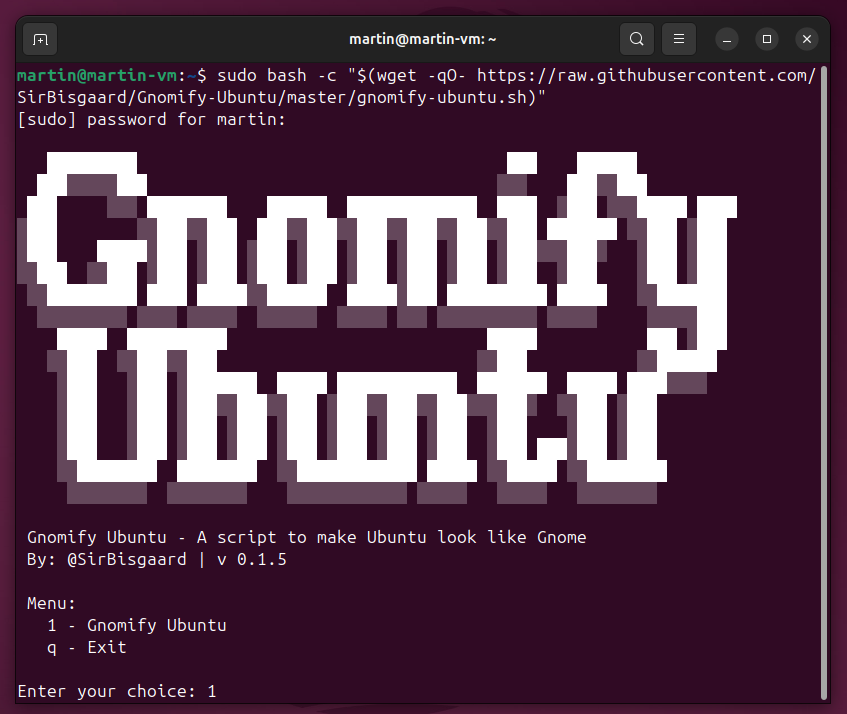 martin@martin-vm: ~
martin@martin-vm:~$ sudo bash -c "$(wget -qO- https://raw.githubusercontent.com/
SirBisgaard/Gnomify-Ubuntu/master/gnomify-ubuntu.sh)"
[sudo] password for martin:
Gnomify
Ubuntu
Gnomify Ubuntu - A script to make Ubuntu look like Gnome
By: @SirBisgaard | v 0.1.5
Menu:
1 - Gnomify Ubuntu
q - Exit
Enter your choice: 1